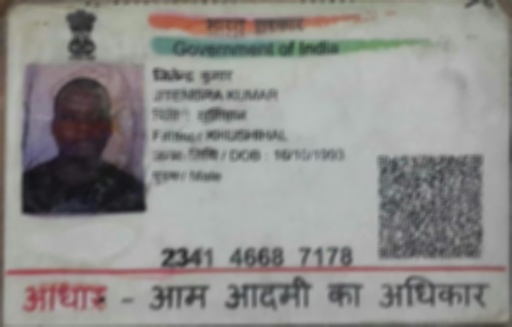 भारत सरकार
Government of India
जितेन्द्र कुमार
JITENDRA KUMAR
Father / KHUSHIHAL
DOB : 16/10/1993
पुरुष / Male
2341 4668 7178
आधार - आम आदमी का अधिकार